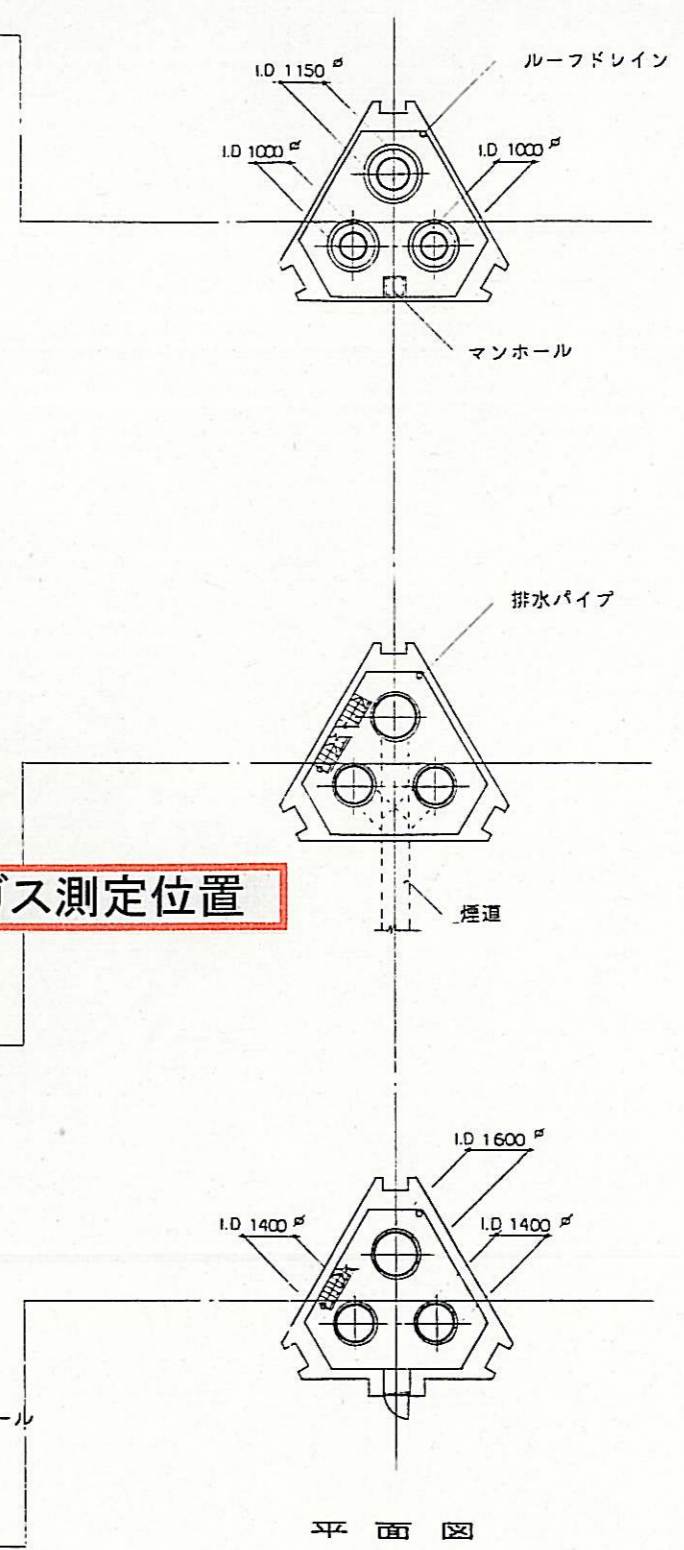 I.D 1150 φ
ルーフドレイン
I.D 1000 φ
I.D 1000 φ
マンホール
排水パイプ
ス測定位置
煙道
I.D 1600 φ
I.D 1400 φ
I.D 1400 φ
ール
平面図